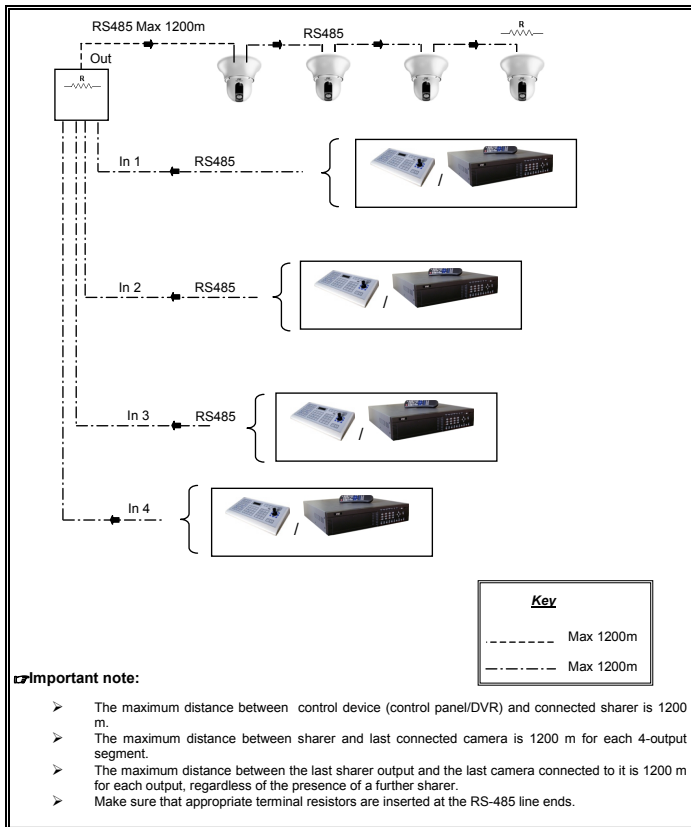 R
RS485 Max 1200m
RS485
Out
R
In 1
RS485
/
In 2
RS485
/
In 3
RS485
/
In 4
/
Key
Max 1200m
Max 1200m
☞Important note:
➢ The maximum distance between control device (control panel/DVR) and connected sharer is 1200
m.
➢ The maximum distance between sharer and last connected camera is 1200 m for each 4-output
segment.
➢ The maximum distance between the last sharer output and the last camera connected to it is 1200 m
for each output, regardless of the presence of a further sharer.
➢ Make sure that appropriate terminal resistors are inserted at the RS-485 line ends.